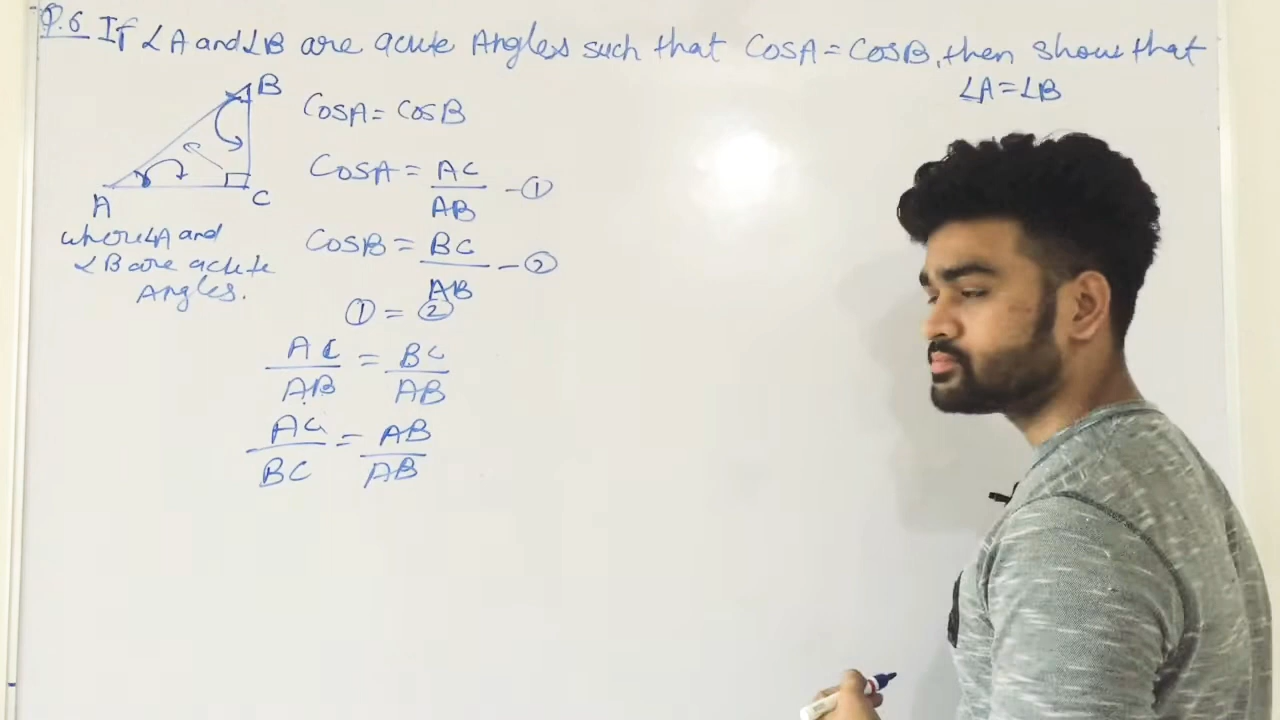 Q.6 If ∠A and ∠B are acute Angles such that CosA = CosB, then show that
∠A = ∠B
B
A
C
where ∠A and
∠B are acute
Angles.
CosA = CosB
CosA = AC/AB - ①
CosB = BC/AB - ②
① = ②
AC/AB = BC/AB
AC/BC = AB/AB